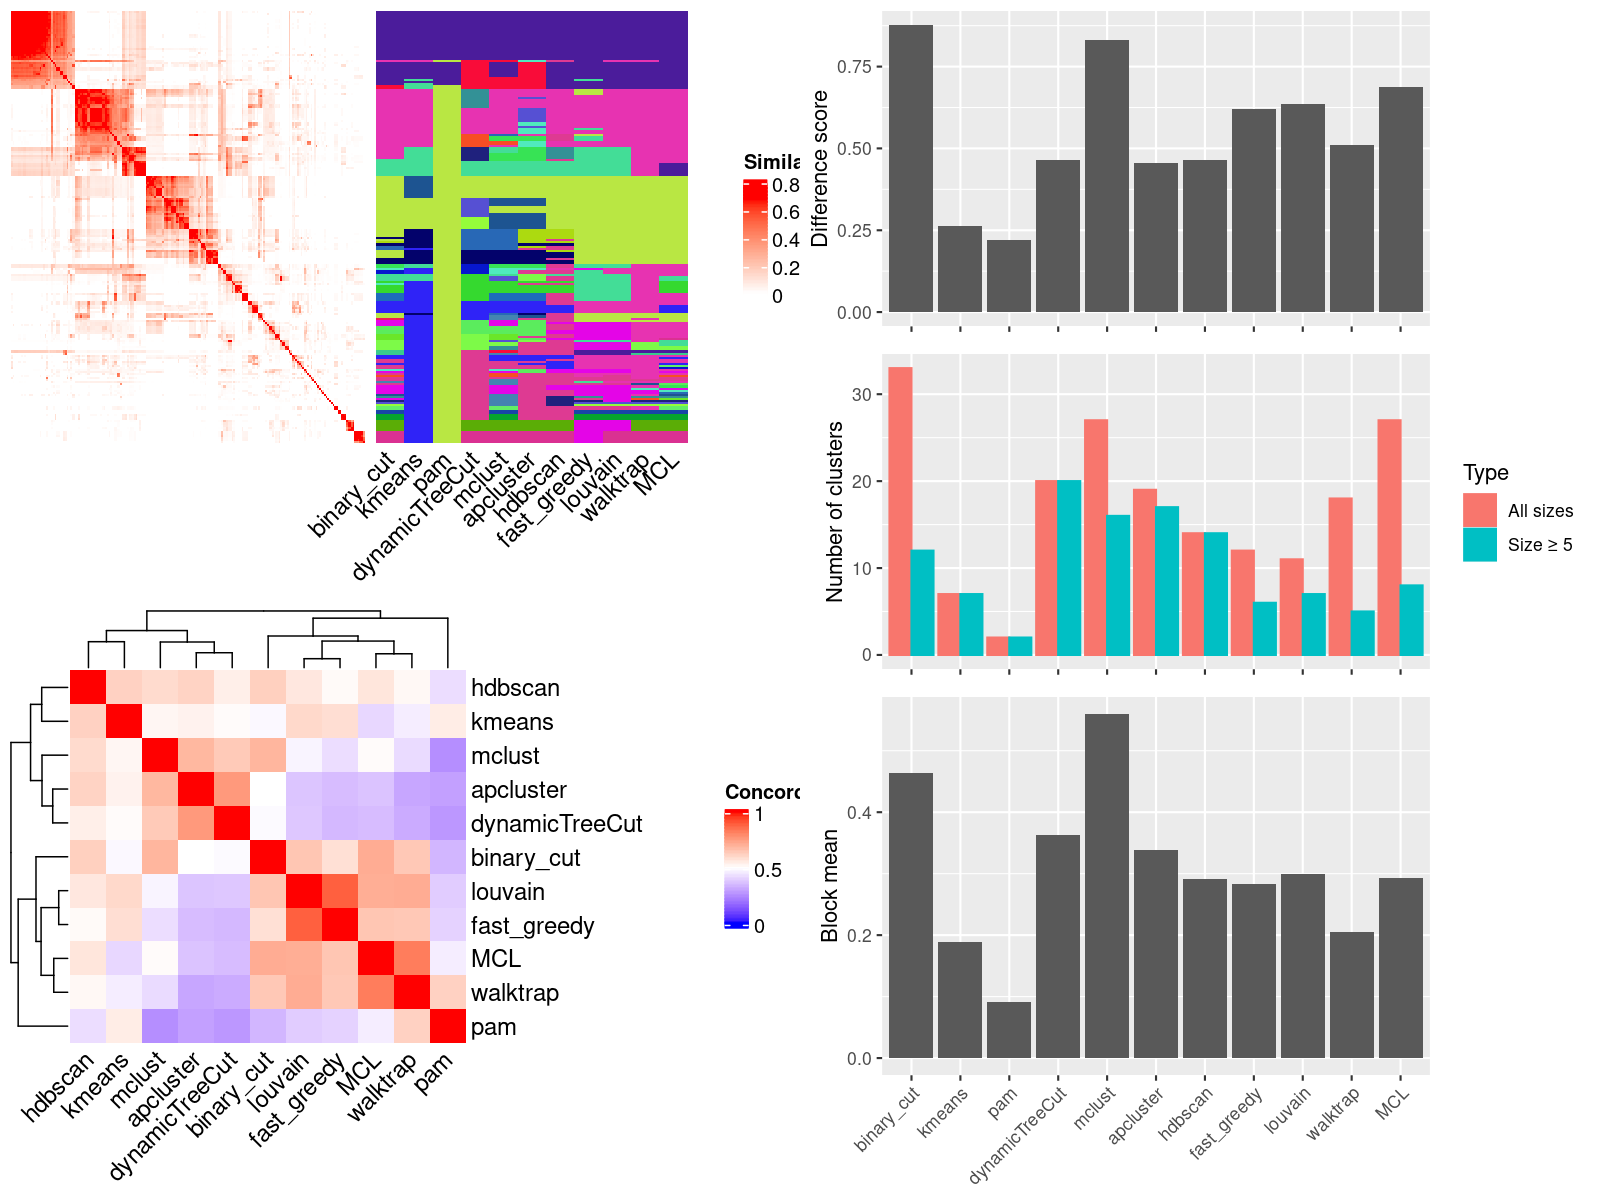 Simila
0.8
0.6
0.4
0.2
0
binary_cut
kmeans
pam
dynamicTreeCut
mclust
apcluster
hdbscan
fast_greedy
louvain
walktrap
MCL
hdbscan
kmeans
mclust
apcluster
dynamicTreeCut
binary_cut
louvain
fast_greedy
MCL
walktrap
pam
hdbscan
kmeans
mclust
apcluster
dynamicTreeCut
binary_cut
louvain
fast_greedy
MCL
walktrap
pam
Concord
1
0.5
0
Difference score
0.75
0.50
0.25
0.00
Number of clusters
30
20
10
0
Type
All sizes
Size ≥ 5
Block mean
0.4
0.2
0.0
binary_cut
kmeans
pam
dynamicTreeCut
mclust
apcluster
hdbscan
fast_greedy
louvain
walktrap
MCL